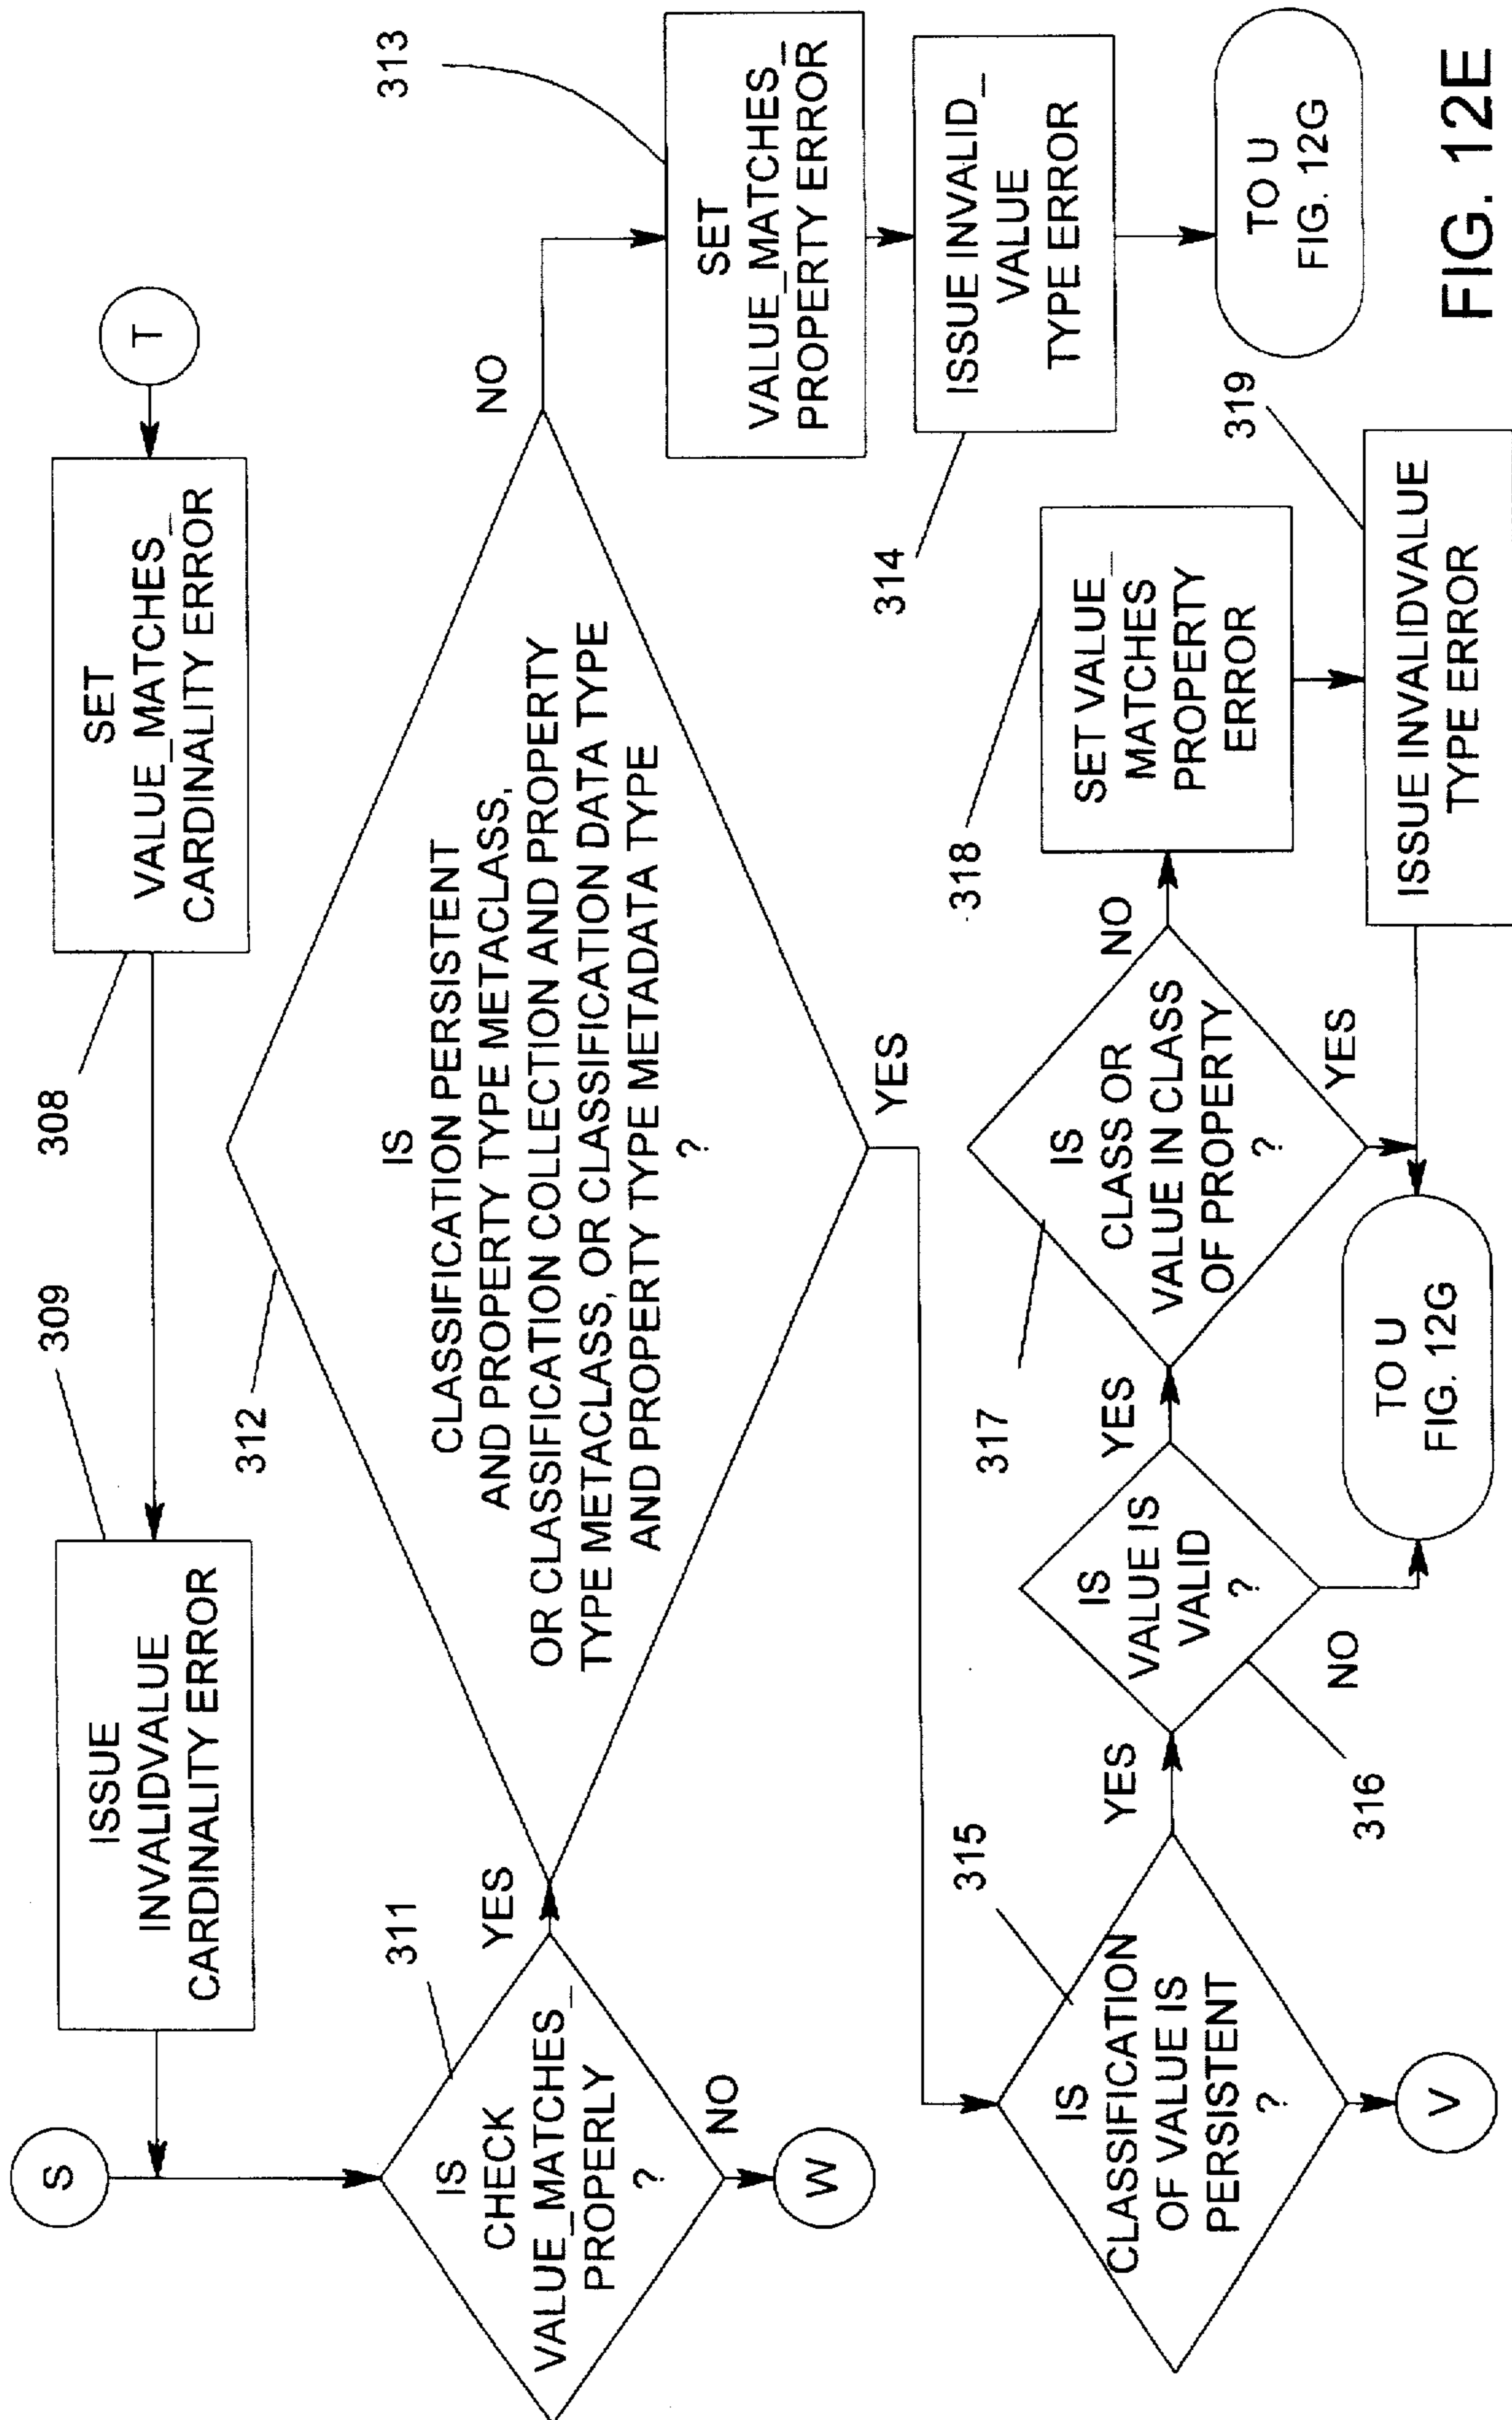 S
309
ISSUE
INVALIDVALUE
CARDINALITY ERROR
308
SET
VALUE_MATCHES_
CARDINALITY ERROR
T
311
IS
CHECK
VALUE_MATCHES_
PROPERLY
?
YES
NO
W
312
IS
CLASSIFICATION PERSISTENT
AND PROPERTY TYPE METACLASS,
OR CLASSIFICATION COLLECTION AND PROPERTY
TYPE METACLASS, OR CLASSIFICATION DATA TYPE
AND PROPERTY TYPE METADATA TYPE
?
NO
YES
313
SET
VALUE_MATCHES_
PROPERTY ERROR
314
ISSUE INVALID_
VALUE
TYPE ERROR
TO U
FIG. 12G
315
IS
CLASSIFICATION
OF VALUE IS
PERSISTENT
?
YES
V
316
IS
VALUE IS
VALID
?
YES
NO
317
IS
CLASS OR
VALUE IN CLASS
OF PROPERTY
?
NO
YES
318
SET VALUE_
MATCHES
PROPERTY
ERROR
319
ISSUE INVALIDVALUE
TYPE ERROR
TO U
FIG. 12G
FIG. 12E